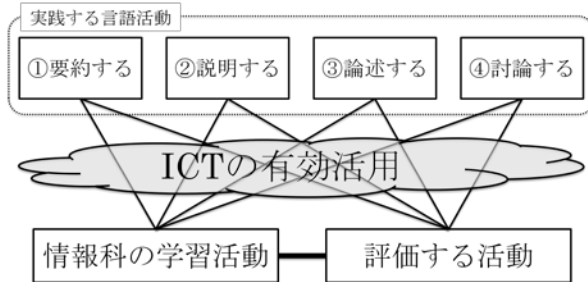 実践する言語活動
①要約する
②説明する
③論述する
④討論する
ICTの有効活用
情報科の学習活動
評価する活動